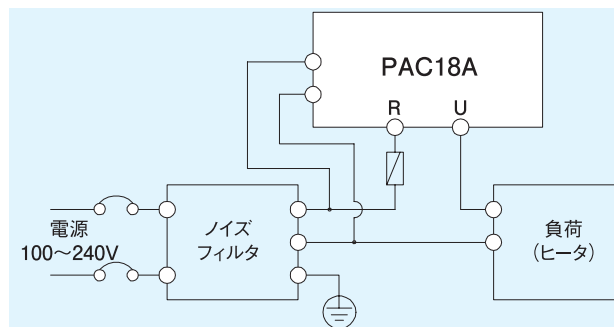 PAC18A
R U
電源
100～240V
ノイズ
フィルタ
負荷
(ヒータ)